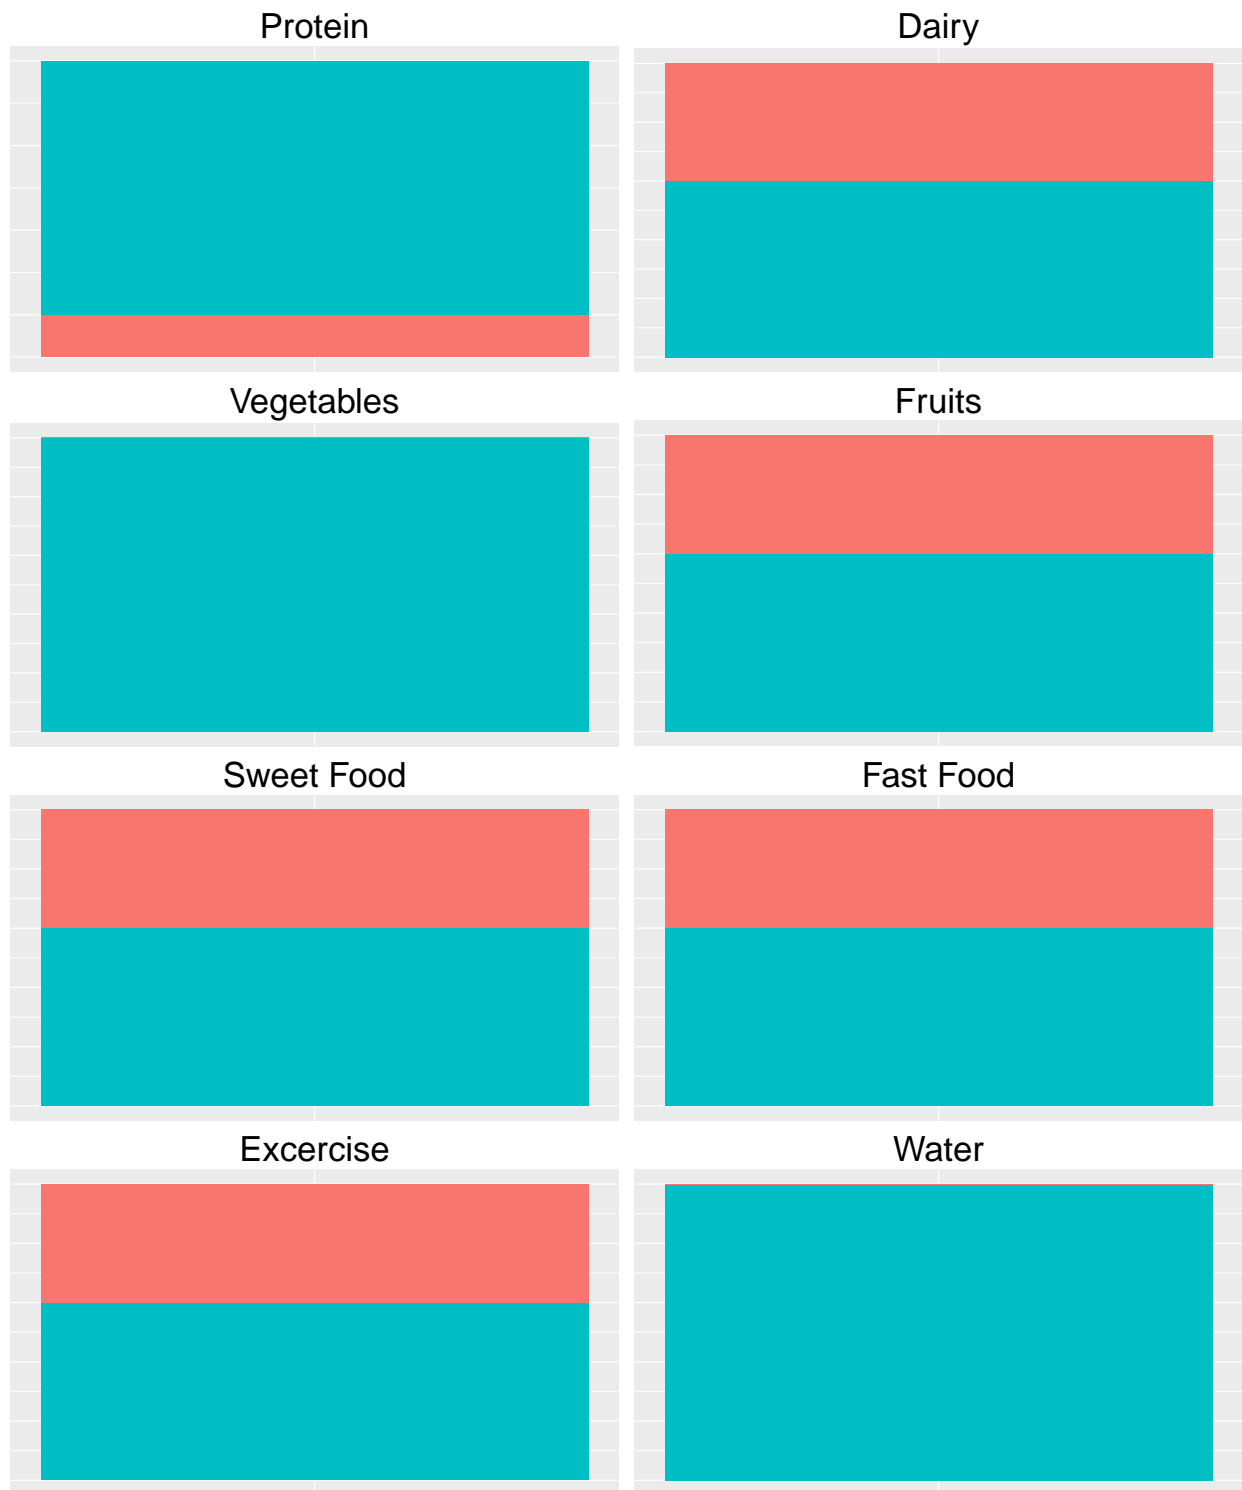 Protein
Dairy
Vegetables
Fruits
Sweet Food
Fast Food
Excercise
Water